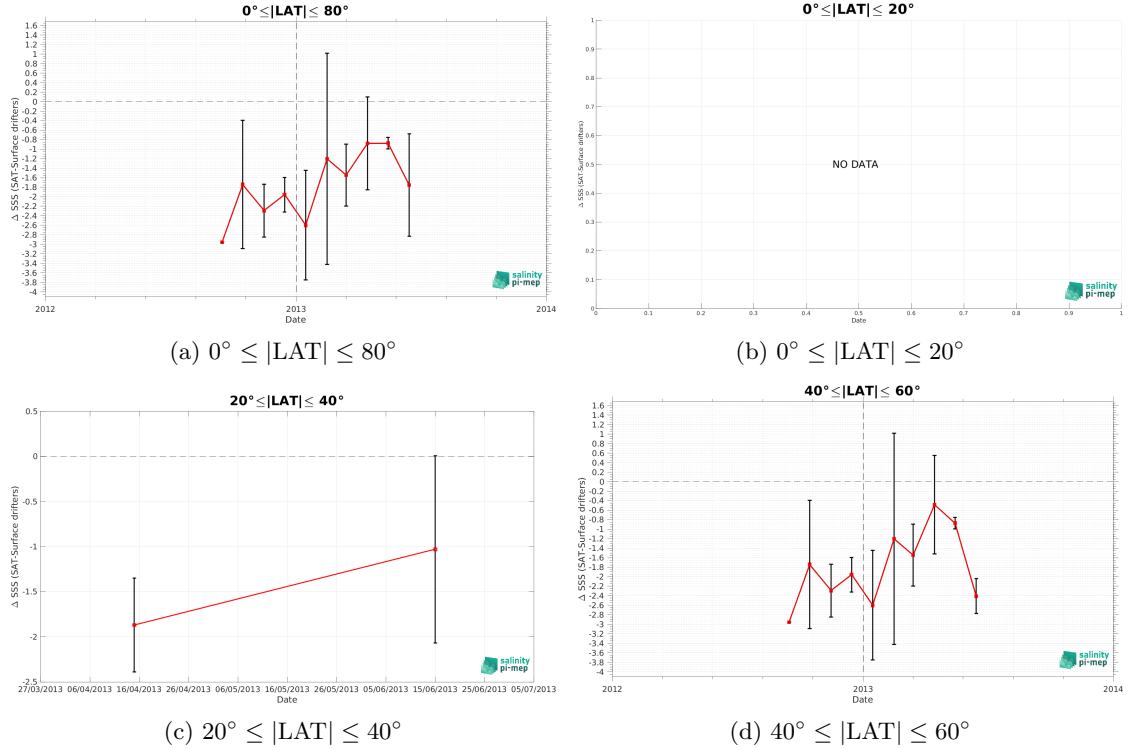 0°≤|LAT|≤ 80°
1.6
1.4
1.2
1
0.8
0.6
0.4
0.2
0
-0.2
-0.4
-0.6
-0.8
-1
-1.2
-1.4
-1.6
-1.8
-2
-2.2
-2.4
-2.6
-2.8
-3
-3.2
-3.4
-3.6
-3.8
-4
Δ SSS (SAT-Surface drifters)
salinity
pi-mep
2012 2013 2014
Date
(a) 0° ≤ |LAT| ≤ 80°
0°≤|LAT|≤ 20°
1
0.9
0.8
0.7
0.6
0.5
0.4
0.3
0.2
0.1
0
Δ SSS (SAT-Surface drifters)
NO DATA
salinity
pi-mep
0 0.1 0.2 0.3 0.4 0.5 0.6 0.7 0.8 0.9 1
Date
(b) 0° ≤ |LAT| ≤ 20°
20°≤|LAT|≤ 40°
0.5
0
-0.5
-1
-1.5
-2
-2.5
Δ SSS (SAT-Surface drifters)
salinity
pi-mep
27/03/2013 06/04/2013 16/04/2013 26/04/2013 06/05/2013 16/05/2013 26/05/2013 05/06/2013 15/06/2013 25/06/2013 05/07/2013
Date
(c) 20° ≤ |LAT| ≤ 40°
40°≤|LAT|≤ 60°
1.6
1.4
1.2
1
0.8
0.6
0.4
0.2
0
-0.2
-0.4
-0.6
-0.8
-1
-1.2
-1.4
-1.6
-1.8
-2
-2.2
-2.4
-2.6
-2.8
-3
-3.2
-3.4
-3.6
-3.8
-4
Δ SSS (SAT-Surface drifters)
salinity
pi-mep
2012 2013 2014
Date
(d) 40° ≤ |LAT| ≤ 60°